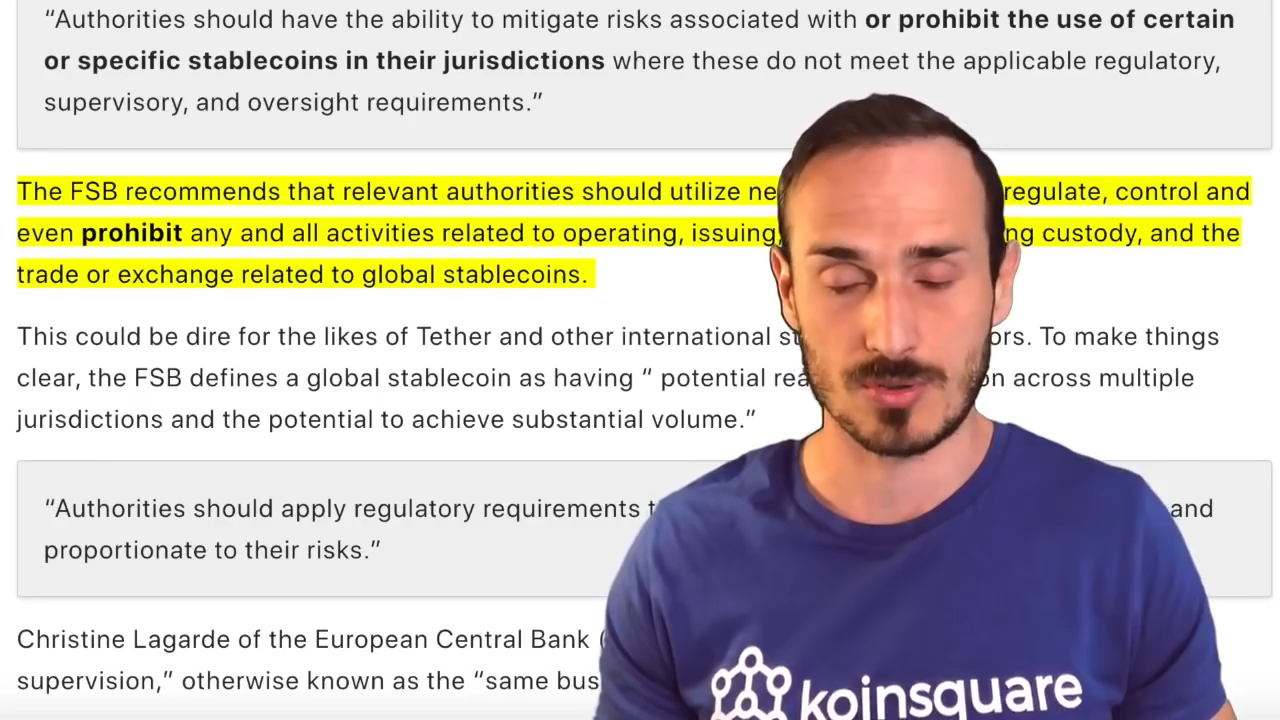 “Authorities should have the ability to mitigate risks associated with or prohibit the use of certain
or specific stablecoins in their jurisdictions where these do not meet the applicable regulatory,
supervisory, and oversight requirements.”
The FSB recommends that relevant authorities should utilize regulate, control and
even prohibit any and all activities related to operating, issuing, custody, and the
trade or exchange related to global stablecoins.
This could be dire for the likes of Tether and other international To make things
clear, the FSB defines a global stablecoin as having “ potential across multiple
jurisdictions and the potential to achieve substantial volume.”
“Authorities should apply regulatory requirements and
proportionate to their risks.”
Christine Lagarde of the European Central Bank
supervision,” otherwise known as the “same
koinsquare